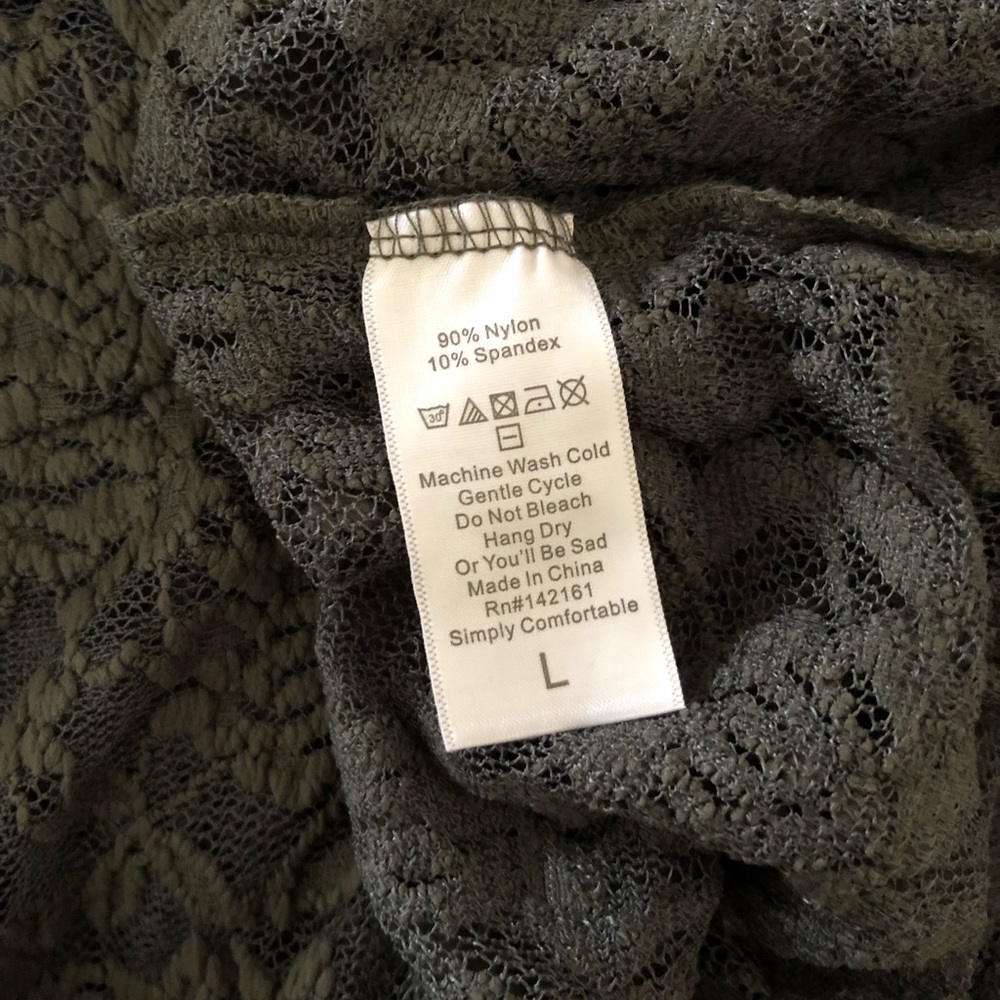 90% Nylon
10% Spandex
30°
Machine Wash Cold
Gentle Cycle
Do Not Bleach
Hang Dry
Or You'll Be Sad
Made In China
Rn#142161
Simply Comfortable
L